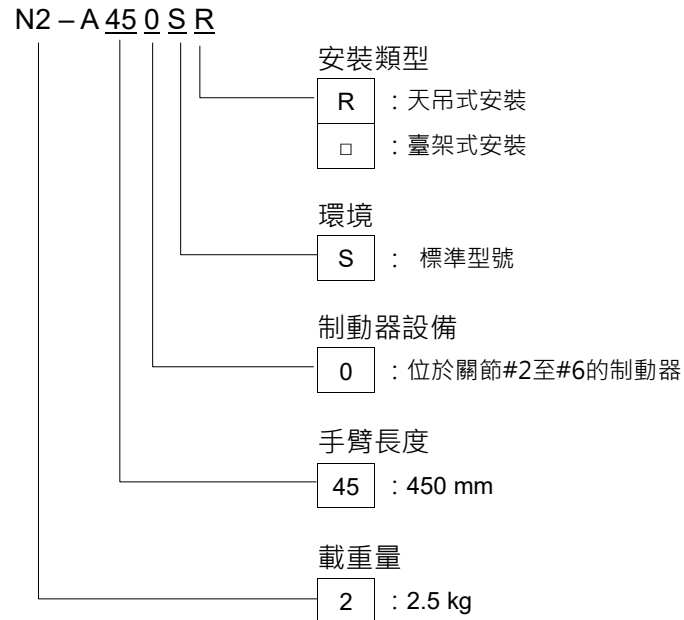 N2 – A 45 0 S R
安裝類型
R ：天吊式安裝
□ ：臺架式安裝
環境
S ： 標準型號
制動器設備
0 ：位於關節#2至#6的制動器
手臂長度
45 ：450 mm
載重量
2 ：2.5 kg